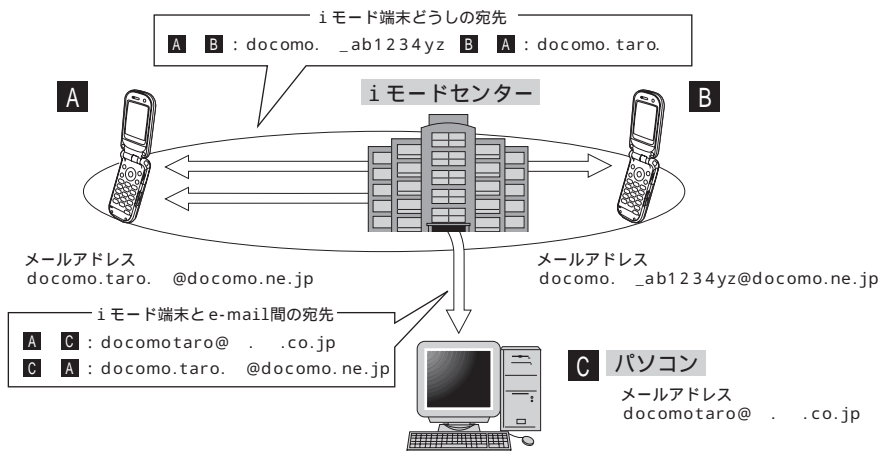 iモード端末どうしの宛先
A B：docomo. _ab1234yz B A：docomo.taro.
A
iモードセンター
B
メールアドレス
docomo.taro. @docomo.ne.jp
メールアドレス
docomo. _ab1234yz@docomo.ne.jp
iモード端末とe-mail間の宛先
A C：docomotaro@ . .co.jp
C A：docomo.taro. @docomo.ne.jp
C パソコン
メールアドレス
docomotaro@ . .co.jp